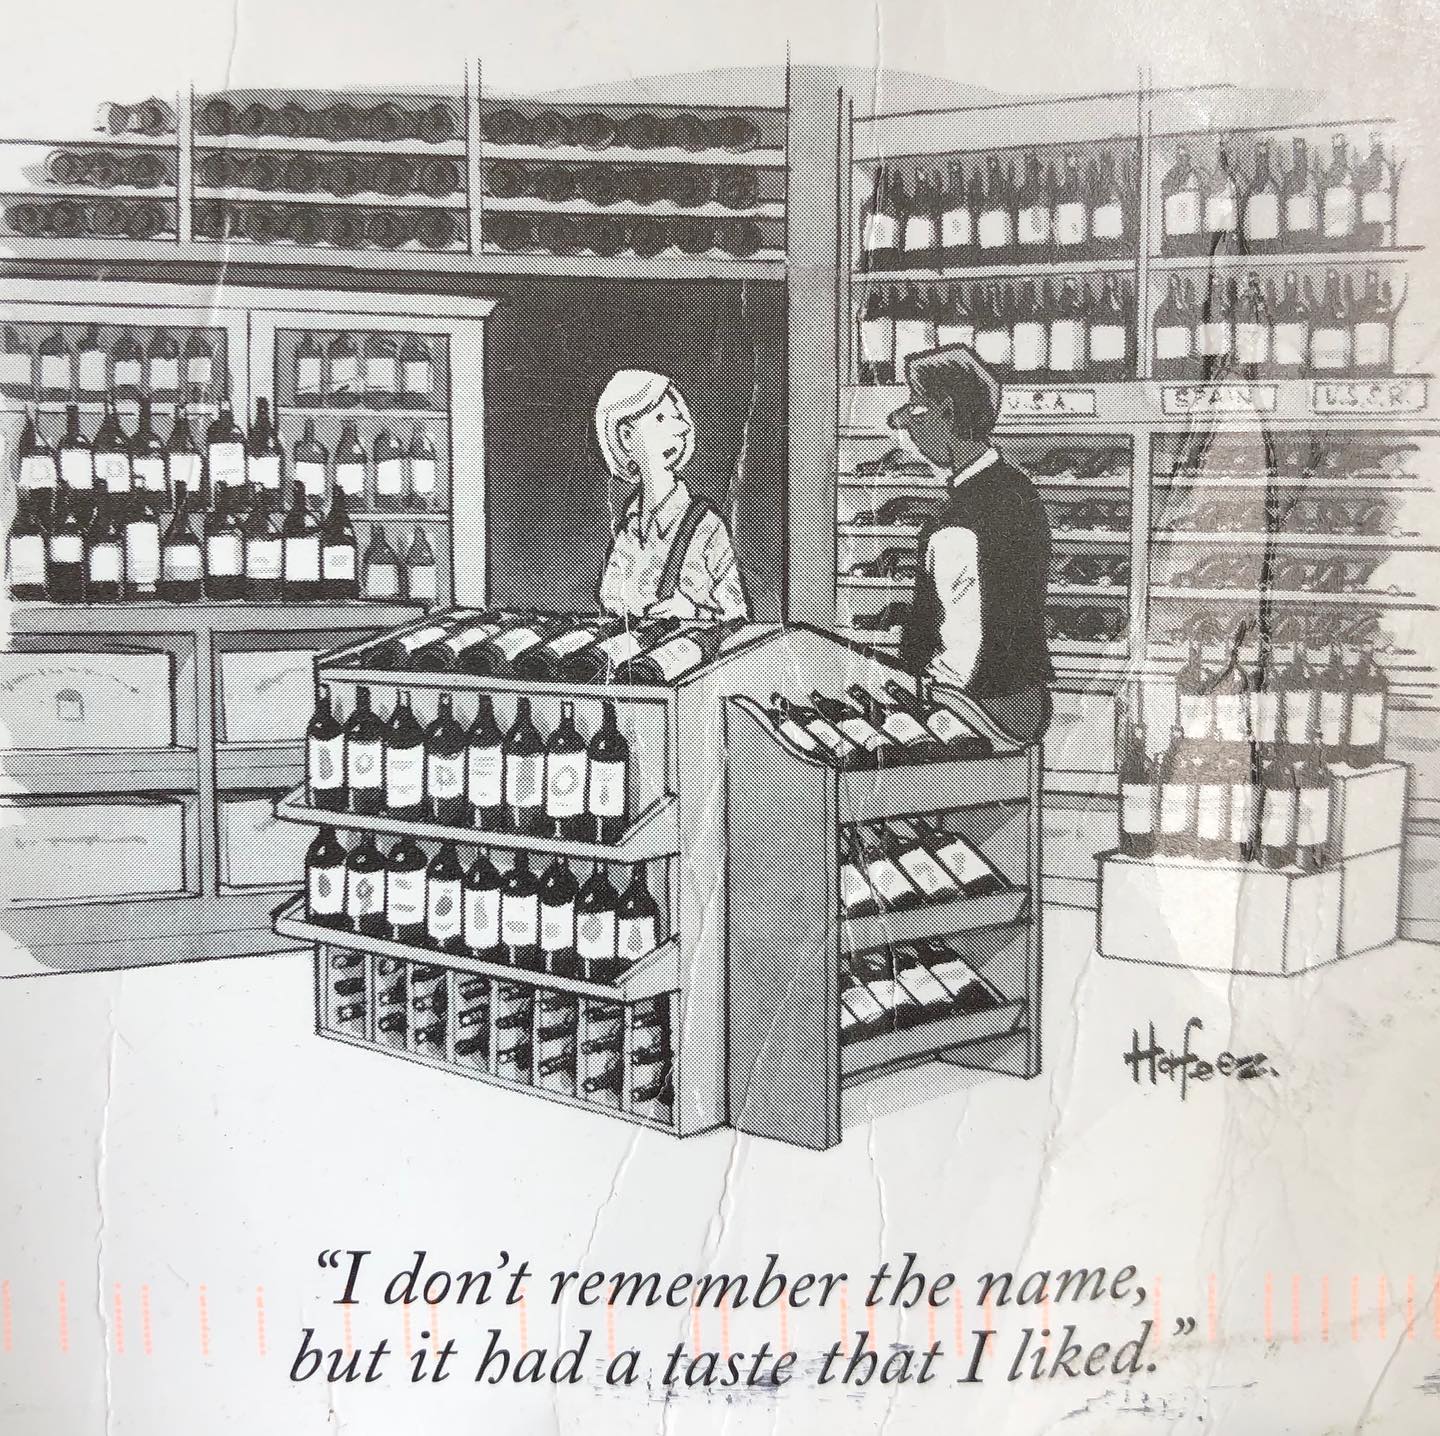 U.S.A.
SPAIN
U.S.S.R.
Hafeez.
“I don’t remember the name,
but it had a taste that I liked.”